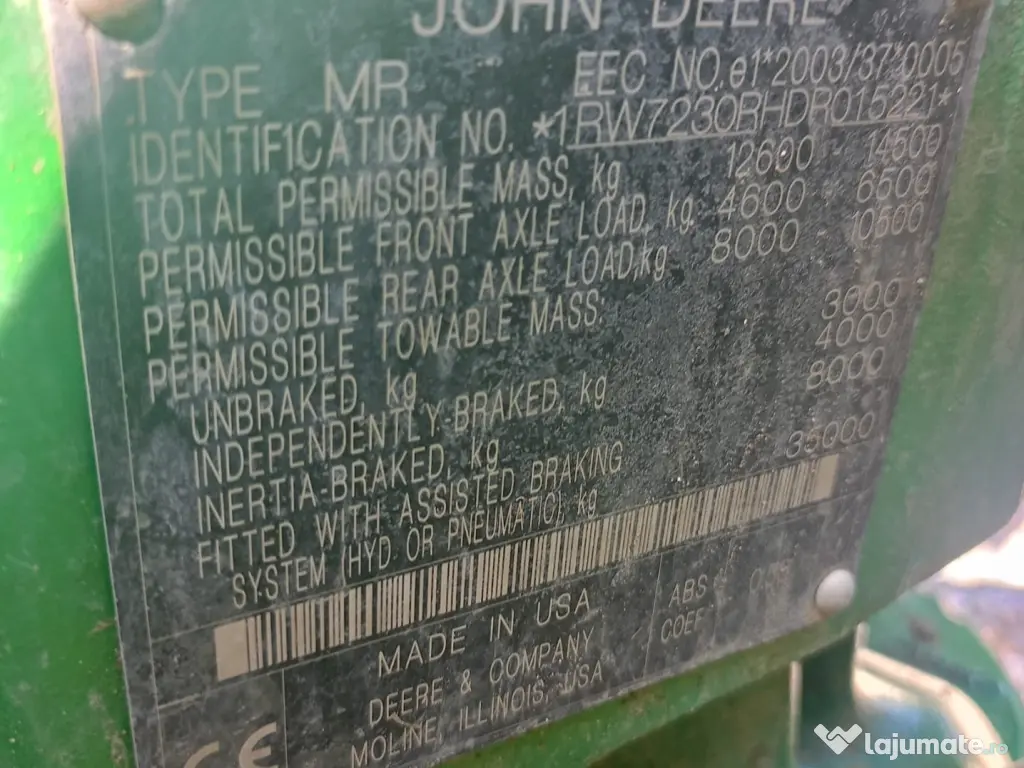 JOHN DEERE
TYPE MR EEC NO. e1*2003/37*0005
IDENTIFICATION NO. *1RW7230RHDR015221*
TOTAL PERMISSIBLE MASS, kg 12600 - 14500
PERMISSIBLE FRONT AXLE LOAD, kg 4600 - 6500
PERMISSIBLE REAR AXLE LOAD,kg 8000 - 10500
PERMISSIBLE TOWABLE MASS:
UNBRAKED, kg 3000
INDEPENDENTLY-BRAKED, kg 4000
INERTIA-BRAKED, kg 8000
FITTED WITH ASSISTED BRAKING
SYSTEM (HYD. OR PNEUMATIC), kg 35000
MADE IN USA
DEERE & COMPANY
MOLINE, ILLINOIS, USA
ABS
COEF
CE
lajumate.ro